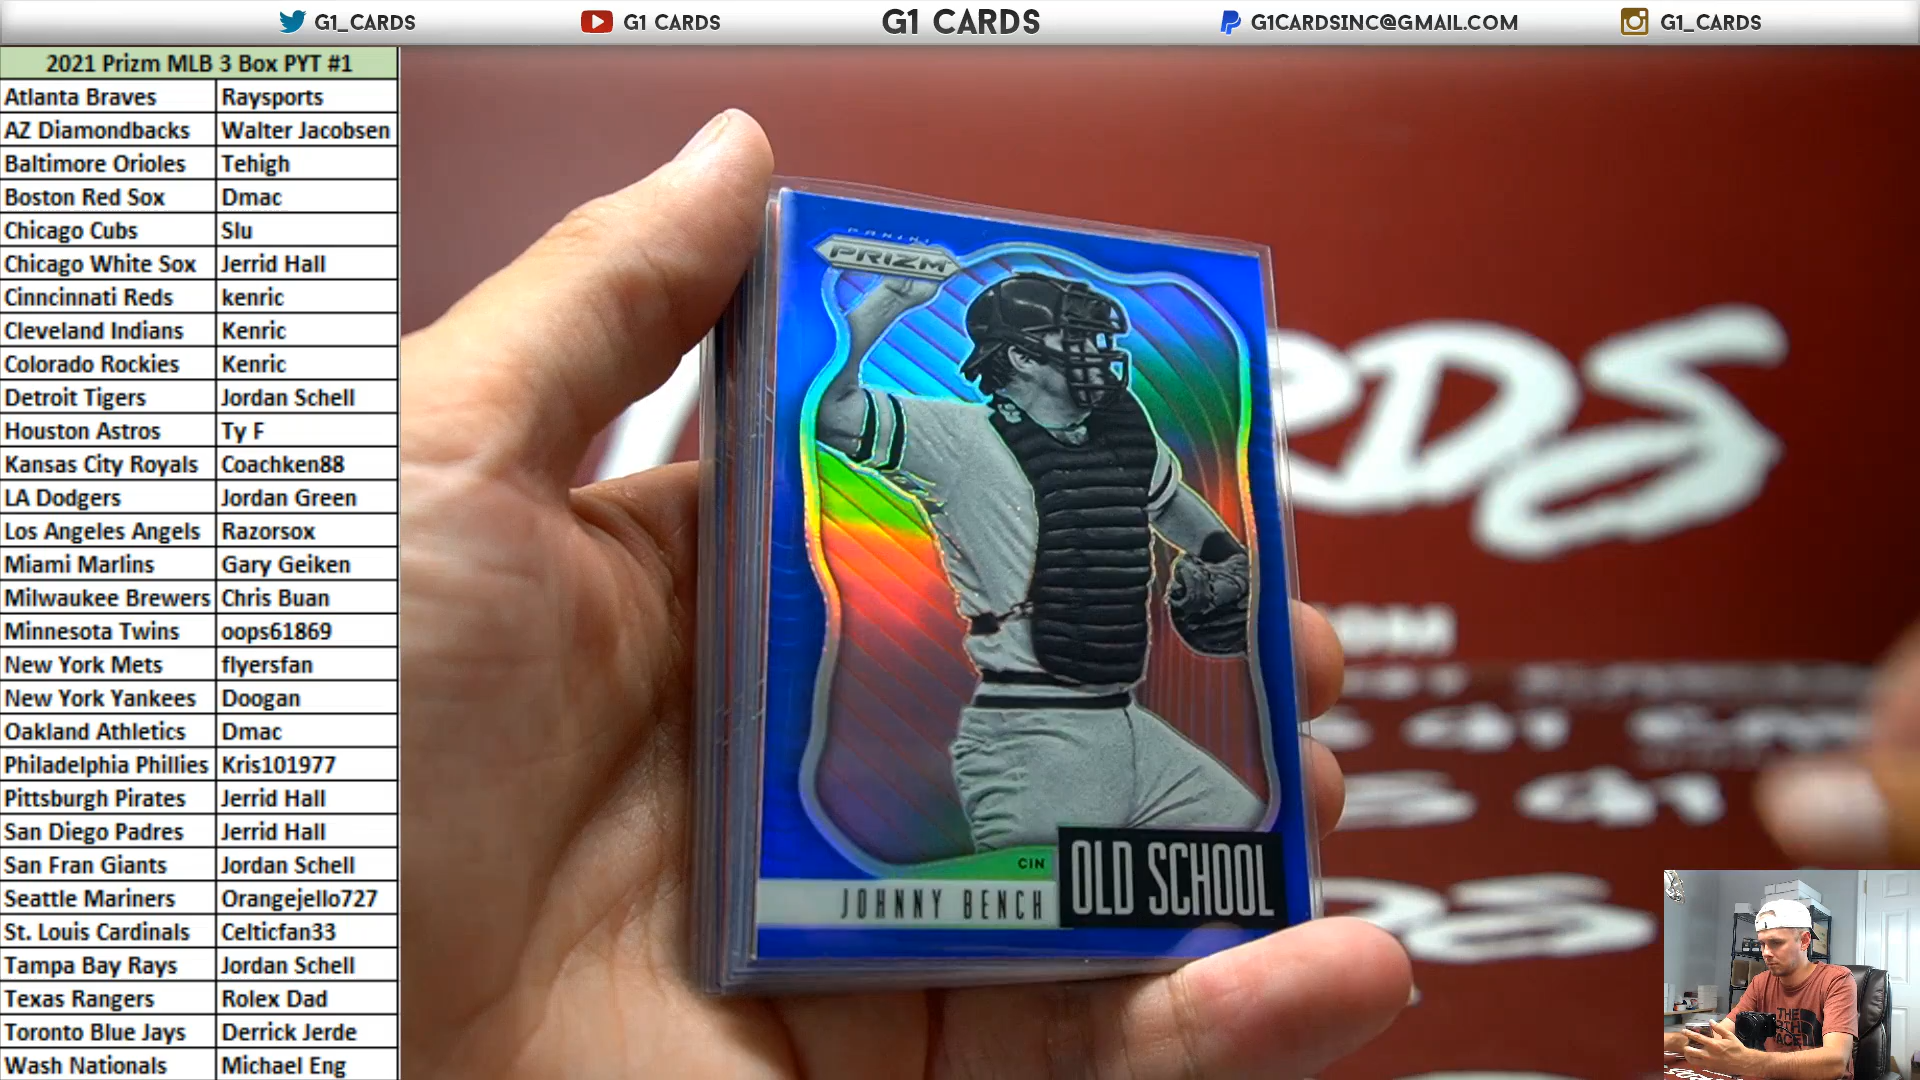 G1_CARDS G1 CARDS G1 CARDS G1CARDSINC@GMAIL.COM G1_CARDS
2021 Prizm MLB 3 Box PYT #1
Atlanta Braves Raysports
AZ Diamondbacks Walter Jacobsen
Baltimore Orioles Tehigh
Boston Red Sox Dmac
Chicago Cubs Slu
Chicago White Sox Jerrid Hall
Cinncinnati Reds kenric
Cleveland Indians Kenric
Colorado Rockies Kenric
Detroit Tigers Jordan Schell
Houston Astros Ty F
Kansas City Royals Coachken88
LA Dodgers Jordan Green
Los Angeles Angels Razorsox
Miami Marlins Gary Geiken
Milwaukee Brewers Chris Buan
Minnesota Twins oops61869
New York Mets flyersfan
New York Yankees Doogan
Oakland Athletics Dmac
Philadelphia Phillies Kris101977
Pittsburgh Pirates Jerrid Hall
San Diego Padres Jerrid Hall
San Fran Giants Jordan Schell
Seattle Mariners Orangejello727
St. Louis Cardinals Celticfan33
Tampa Bay Rays Jordan Schell
Texas Rangers Rolex Dad
Toronto Blue Jays Derrick Jerde
Wash Nationals Michael Eng
PANINI
PRIZM
CIN
JOHNNY BENCH
OLD SCHOOL
RDS
THE
NORTH
FACE